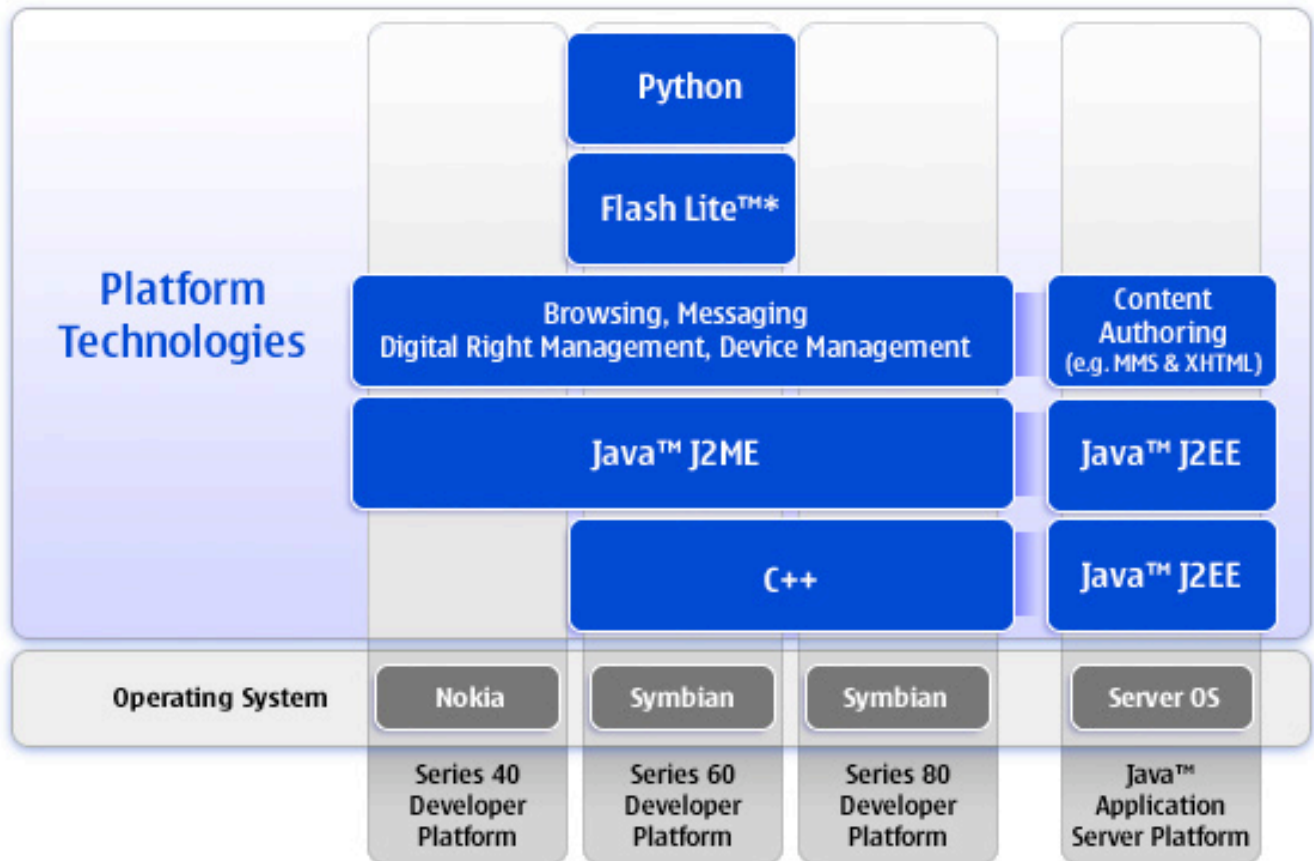 Python
Flash Lite™*
Platform
Technologies
Browsing, Messaging
Digital Right Management, Device Management
Content
Authoring
(e.g. MMS & XHTML)
Java™ J2ME
Java™ J2EE
C++
Java™ J2EE
Operating System
Nokia
Symbian
Symbian
Server OS
Series 40
Developer
Platform
Series 60
Developer
Platform
Series 80
Developer
Platform
Java™
Application
Server Platform